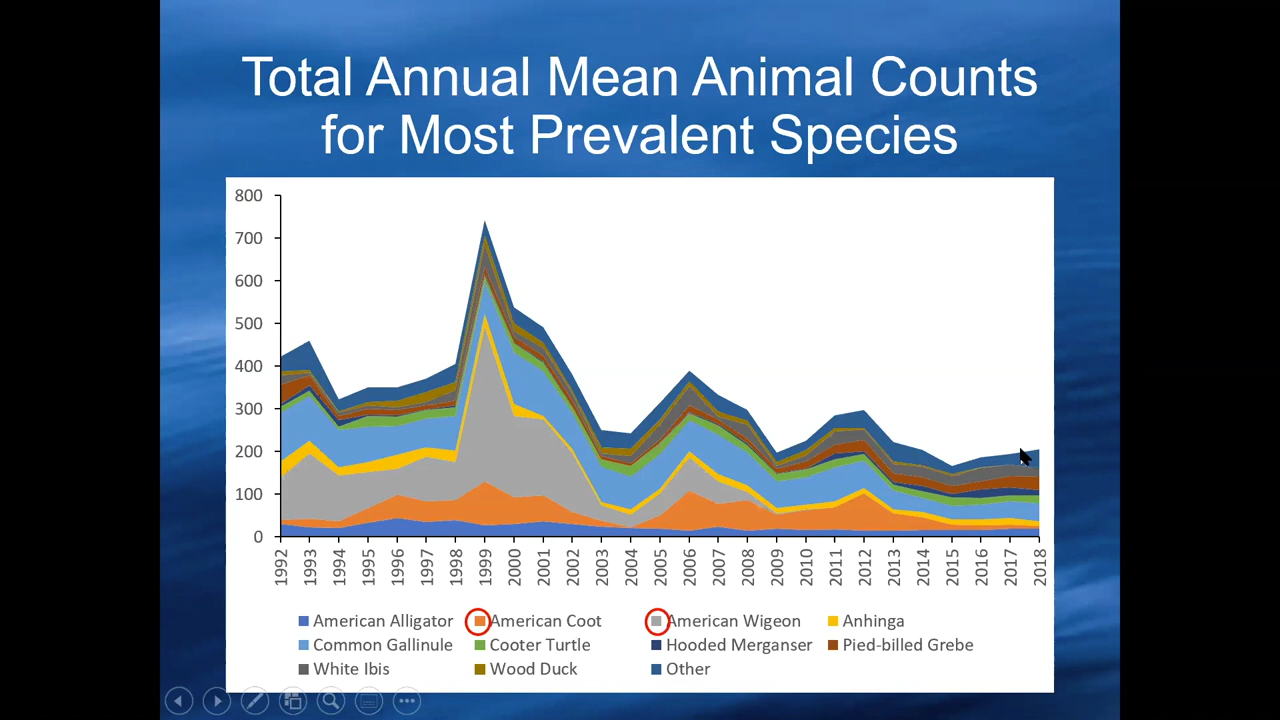 Total Annual Mean Animal Counts
for Most Prevalent Species
800
700
600
500
400
300
200
100
0
1992 1993 1994 1995 1996 1997 1998 1999 2000 2001 2002 2003 2004 2005 2006 2007 2008 2009 2010 2011 2012 2013 2014 2015 2016 2017 2018
American Alligator American Coot American Wigeon Anhinga
Common Gallinule Cooter Turtle Hooded Merganser Pied-billed Grebe
White Ibis Wood Duck Other